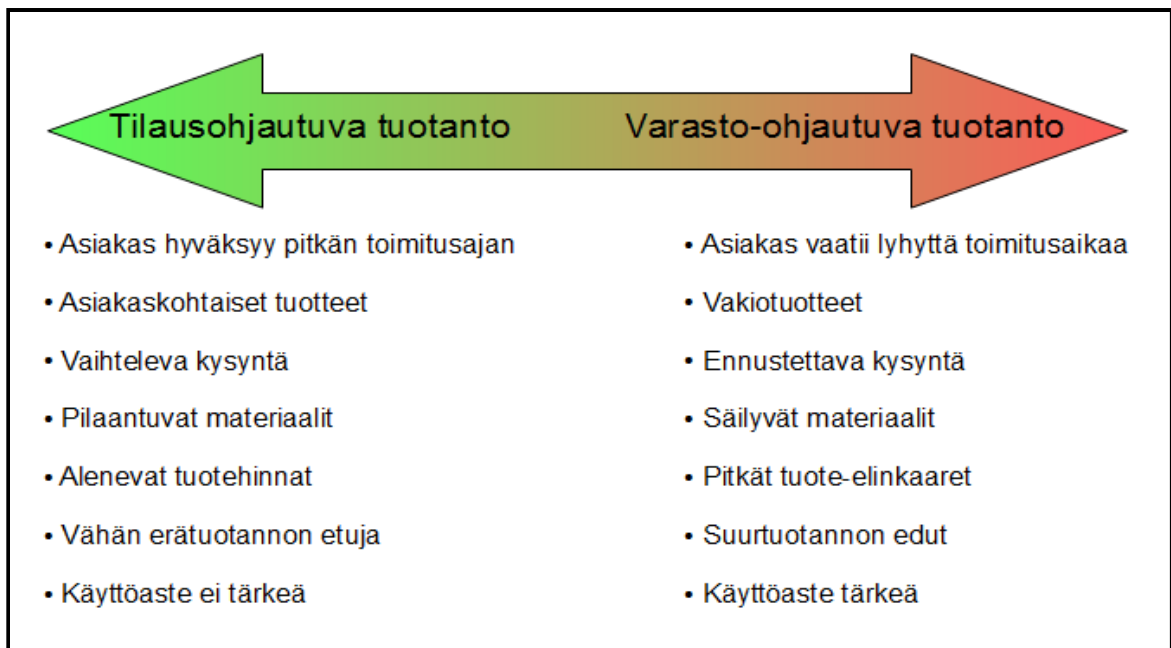 Tilausohjautuva tuotanto
Varasto-ohjautuva tuotanto
• Asiakas hyväksyy pitkän toimitusajan
• Asiakaskohtaiset tuotteet
• Vaihteleva kysyntä
• Pilaantuvat materiaalit
• Alenevat tuotehinnat
• Vähän erätuotannon etuja
• Käyttöaste ei tärkeä
• Asiakas vaatii lyhyttä toimitusaikaa
• Vakiotuotteet
• Ennustettava kysyntä
• Säilyvät materiaalit
• Pitkät tuote-elinkaaret
• Suurtuotannon edut
• Käyttöaste tärkeä